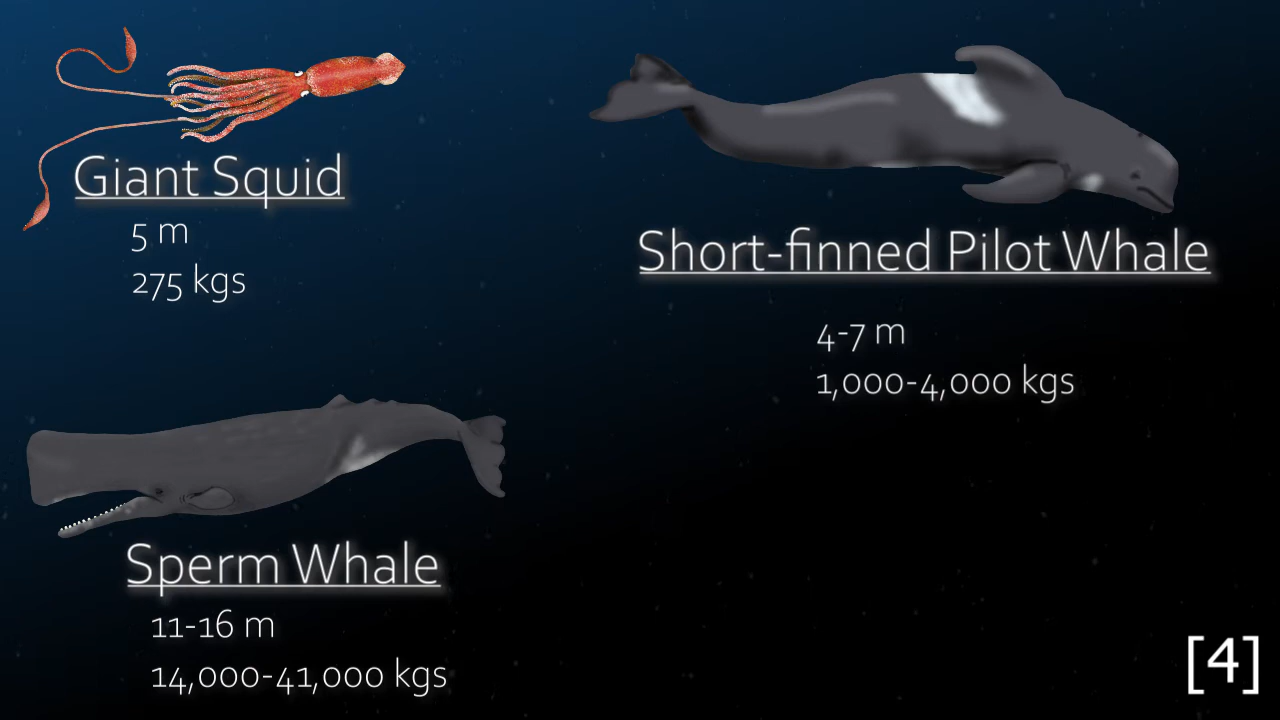 Giant Squid
5 m
275 kgs
Short-finned Pilot Whale
4-7 m
1,000-4,000 kgs
Sperm Whale
11-16 m
14,000-41,000 kgs
[4]